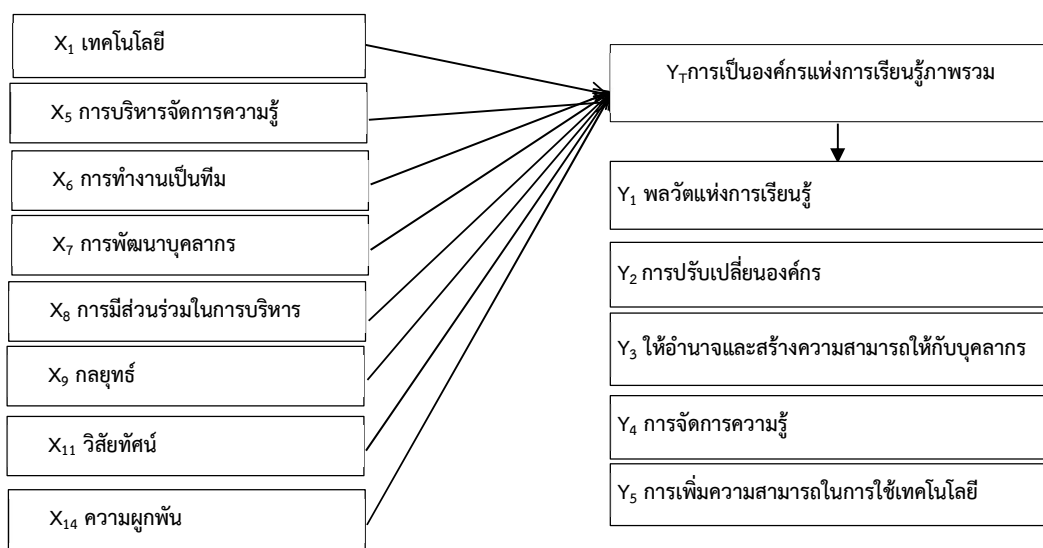 X₁ เทคโนโลยี
X₅ การบริหารจัดการความรู้
X₆ การทำงานเป็นทีม
X₇ การพัฒนาบุคลากร
X₈ การมีส่วนร่วมในการบริหาร
X₉ กลยุทธ์
X₁₁ วิสัยทัศน์
X₁₄ ความผูกพัน
Y_Tการเป็นองค์กรแห่งการเรียนรู้ภาพรวม
Y₁ พลวัตแห่งการเรียนรู้
Y₂ การปรับเปลี่ยนองค์กร
Y₃ ให้อำนาจและสร้างความสามารถให้กับบุคลากร
Y₄ การจัดการความรู้
Y₅ การเพิ่มความสามารถในการใช้เทคโนโลยี